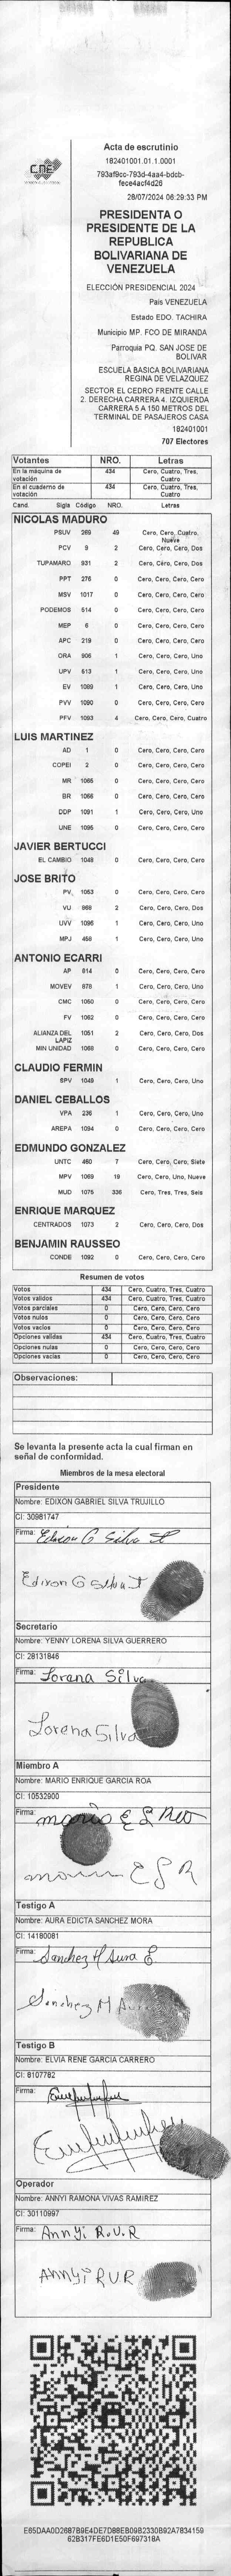 CNE
Acta de escrutinio
182401001.01.1.0001
793af9cc-793d-4aa4-bdcb-
fece4acf4d26
28/07/2024 06:29:33 PM
PRESIDENTA O
PRESIDENTE DE LA
REPUBLICA
BOLIVARIANA DE
VENEZUELA
ELECCIÓN PRESIDENCIAL 2024
País VENEZUELA
Estado EDO. TACHIRA
Municipio MP. FCO DE MIRANDA
Parroquia PQ. SAN JOSE DE
BOLIVAR
ESCUELA BASICA BOLIVARIANA
REGINA DE VELAZQUEZ
SECTOR EL CEDRO FRENTE CALLE
2. DERECHA CARRERA 4. IZQUIERDA
CARRERA 5 A 150 METROS DEL
TERMINAL DE PASAJEROS CASA
182401001
707 Electores
Votantes NRO. Letras
En la máquina de votación 434 Cero, Cuatro, Tres, Cuatro
En el cuaderno de votación 434 Cero, Cuatro, Tres, Cuatro
Cand. Sigla Código NRO. Letras
NICOLAS MADURO
PSUV 269 49 Cero, Cero, Cuatro, Nueve
PCV 9 2 Cero, Cero, Cero, Dos
TUPAMARO 931 2 Cero, Cero, Cero, Dos
PPT 276 0 Cero, Cero, Cero, Cero
MSV 1017 0 Cero, Cero, Cero, Cero
PODEMOS 514 0 Cero, Cero, Cero, Cero
MEP 6 0 Cero, Cero, Cero, Cero
APC 219 0 Cero, Cero, Cero, Cero
ORA 906 1 Cero, Cero, Cero, Uno
UPV 613 1 Cero, Cero, Cero, Uno
EV 1089 1 Cero, Cero, Cero, Uno
PVV 1090 0 Cero, Cero, Cero, Cero
PFV 1093 4 Cero, Cero, Cero, Cuatro
LUIS MARTINEZ
AD 1 0 Cero, Cero, Cero, Cero
COPEI 2 0 Cero, Cero, Cero, Cero
MR 1065 0 Cero, Cero, Cero, Cero
BR 1066 0 Cero, Cero, Cero, Cero
DDP 1091 1 Cero, Cero, Cero, Uno
UNE 1095 0 Cero, Cero, Cero, Cero
JAVIER BERTUCCI
EL CAMBIO 1048 0 Cero, Cero, Cero, Cero
JOSE BRITO
PV 1053 0 Cero, Cero, Cero, Cero
VU 868 2 Cero, Cero, Cero, Dos
UVV 1096 1 Cero, Cero, Cero, Uno
MPJ 458 1 Cero, Cero, Cero, Uno
ANTONIO ECARRI
AP 814 0 Cero, Cero, Cero, Cero
MOVEV 878 1 Cero, Cero, Cero, Uno
CMC 1050 0 Cero, Cero, Cero, Cero
FV 1062 0 Cero, Cero, Cero, Cero
ALIANZA DEL LAPIZ 1051 2 Cero, Cero, Cero, Dos
MIN UNIDAD 1068 0 Cero, Cero, Cero, Cero
CLAUDIO FERMIN
SPV 1049 1 Cero, Cero, Cero, Uno
DANIEL CEBALLOS
VPA 236 1 Cero, Cero, Cero, Uno
AREPA 1094 0 Cero, Cero, Cero, Cero
EDMUNDO GONZALEZ
UNTC 460 7 Cero, Cero, Cero, Siete
MPV 1069 19 Cero, Cero, Uno, Nueve
MUD 1075 336 Cero, Tres, Tres, Seis
ENRIQUE MARQUEZ
CENTRADOS 1073 2 Cero, Cero, Cero, Dos
BENJAMIN RAUSSEO
CONDE 1092 0 Cero, Cero, Cero, Cero
Resumen de votos
Votos 434 Cero, Cuatro, Tres, Cuatro
Votos validos 434 Cero, Cuatro, Tres, Cuatro
Votos parciales 0 Cero, Cero, Cero, Cero
Votos nulos 0 Cero, Cero, Cero, Cero
Votos vacios 0 Cero, Cero, Cero, Cero
Opciones validas 434 Cero, Cuatro, Tres, Cuatro
Opciones nulas 0 Cero, Cero, Cero, Cero
Opciones vacias 0 Cero, Cero, Cero, Cero
Observaciones:
Se levanta la presente acta la cual firman en
señal de conformidad.
Miembros de la mesa electoral
Presidente
Nombre: EDIXON GABRIEL SILVA TRUJILLO
CI: 30981747
Firma: Edixon G Silva T
Edixon G Silva T
Secretario
Nombre: YENNY LORENA SILVA GUERRERO
CI: 28131846
Firma: Lorena Silva
Lorena Silva
Miembro A
Nombre: MARIO ENRIQUE GARCIA ROA
CI: 10532900
Firma:
Testigo A
Nombre: AURA EDICTA SANCHEZ MORA
CI: 14180081
Firma: Sanchez M Aura E.
Sanchez M Aura
Testigo B
Nombre: ELVIA RENE GARCIA CARRERO
CI: 8107782
Firma:
Operador
Nombre: ANNYI RAMONA VIVAS RAMIREZ
CI: 30110997
Firma: Annyi R.V.R
Annyi RVR
E65DAA0D2687B9E4DE7D88EB09B2330B92A7834159
62B317FE6D1E50F697318A